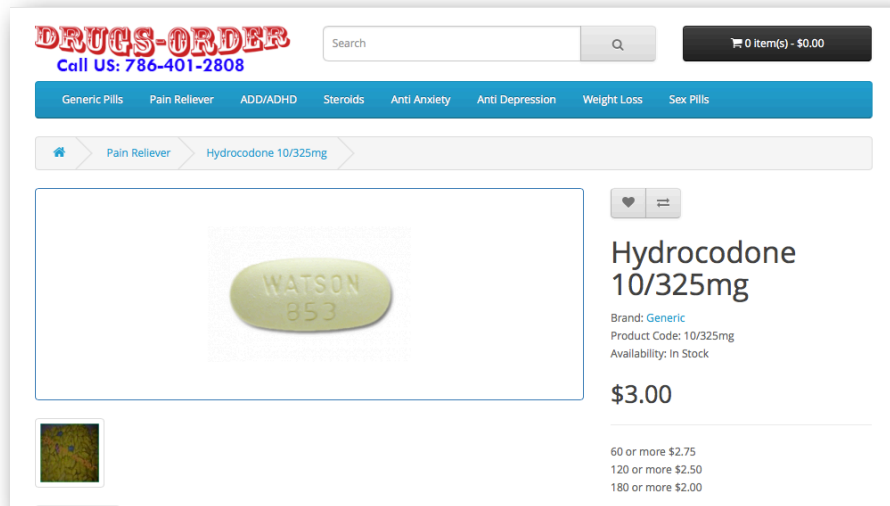 DRUGS-ORDER
Call US: 786-401-2808
Search
0 item(s) - $0.00
Generic Pills Pain Reliever ADD/ADHD Steroids Anti Anxiety Anti Depression Weight Loss Sex Pills
Pain Reliever Hydrocodone 10/325mg
WATSON
853
Hydrocodone
10/325mg
Brand: Generic
Product Code: 10/325mg
Availability: In Stock
$3.00
60 or more $2.75
120 or more $2.50
180 or more $2.00